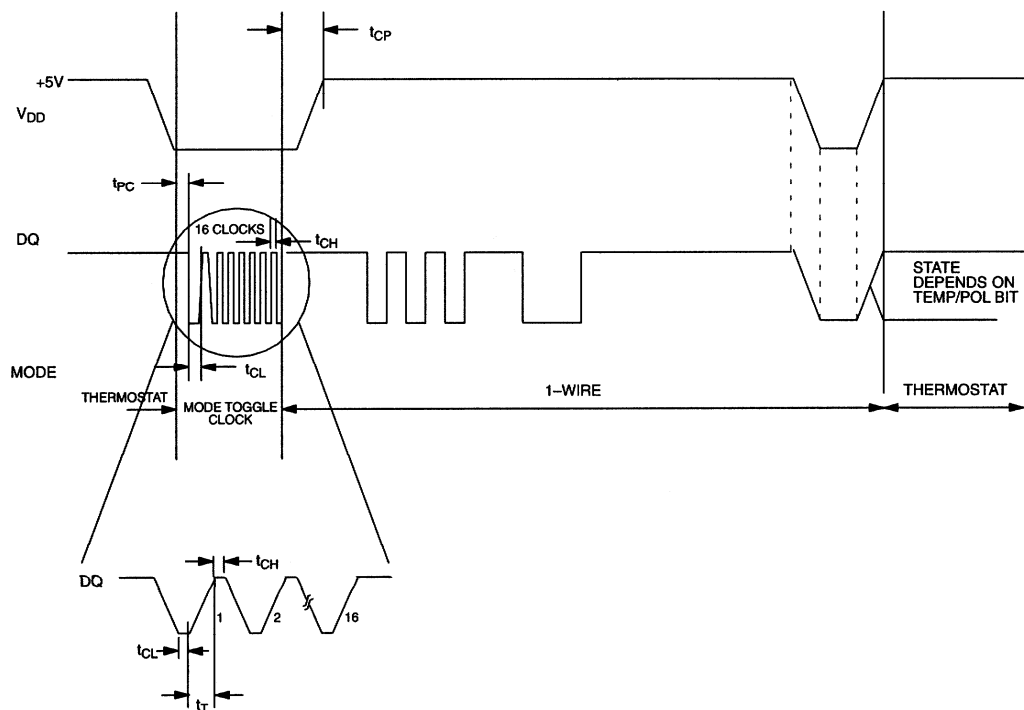 tCP
+5V
VDD
tPC
16 CLOCKS
DQ
tCH
STATE
DEPENDS ON
TEMP/POL BIT
tCL
MODE
THERMOSTAT
MODE TOGGLE
CLOCK
1–WIRE
THERMOSTAT
tCH
DQ
1
2
16
tCL
tT